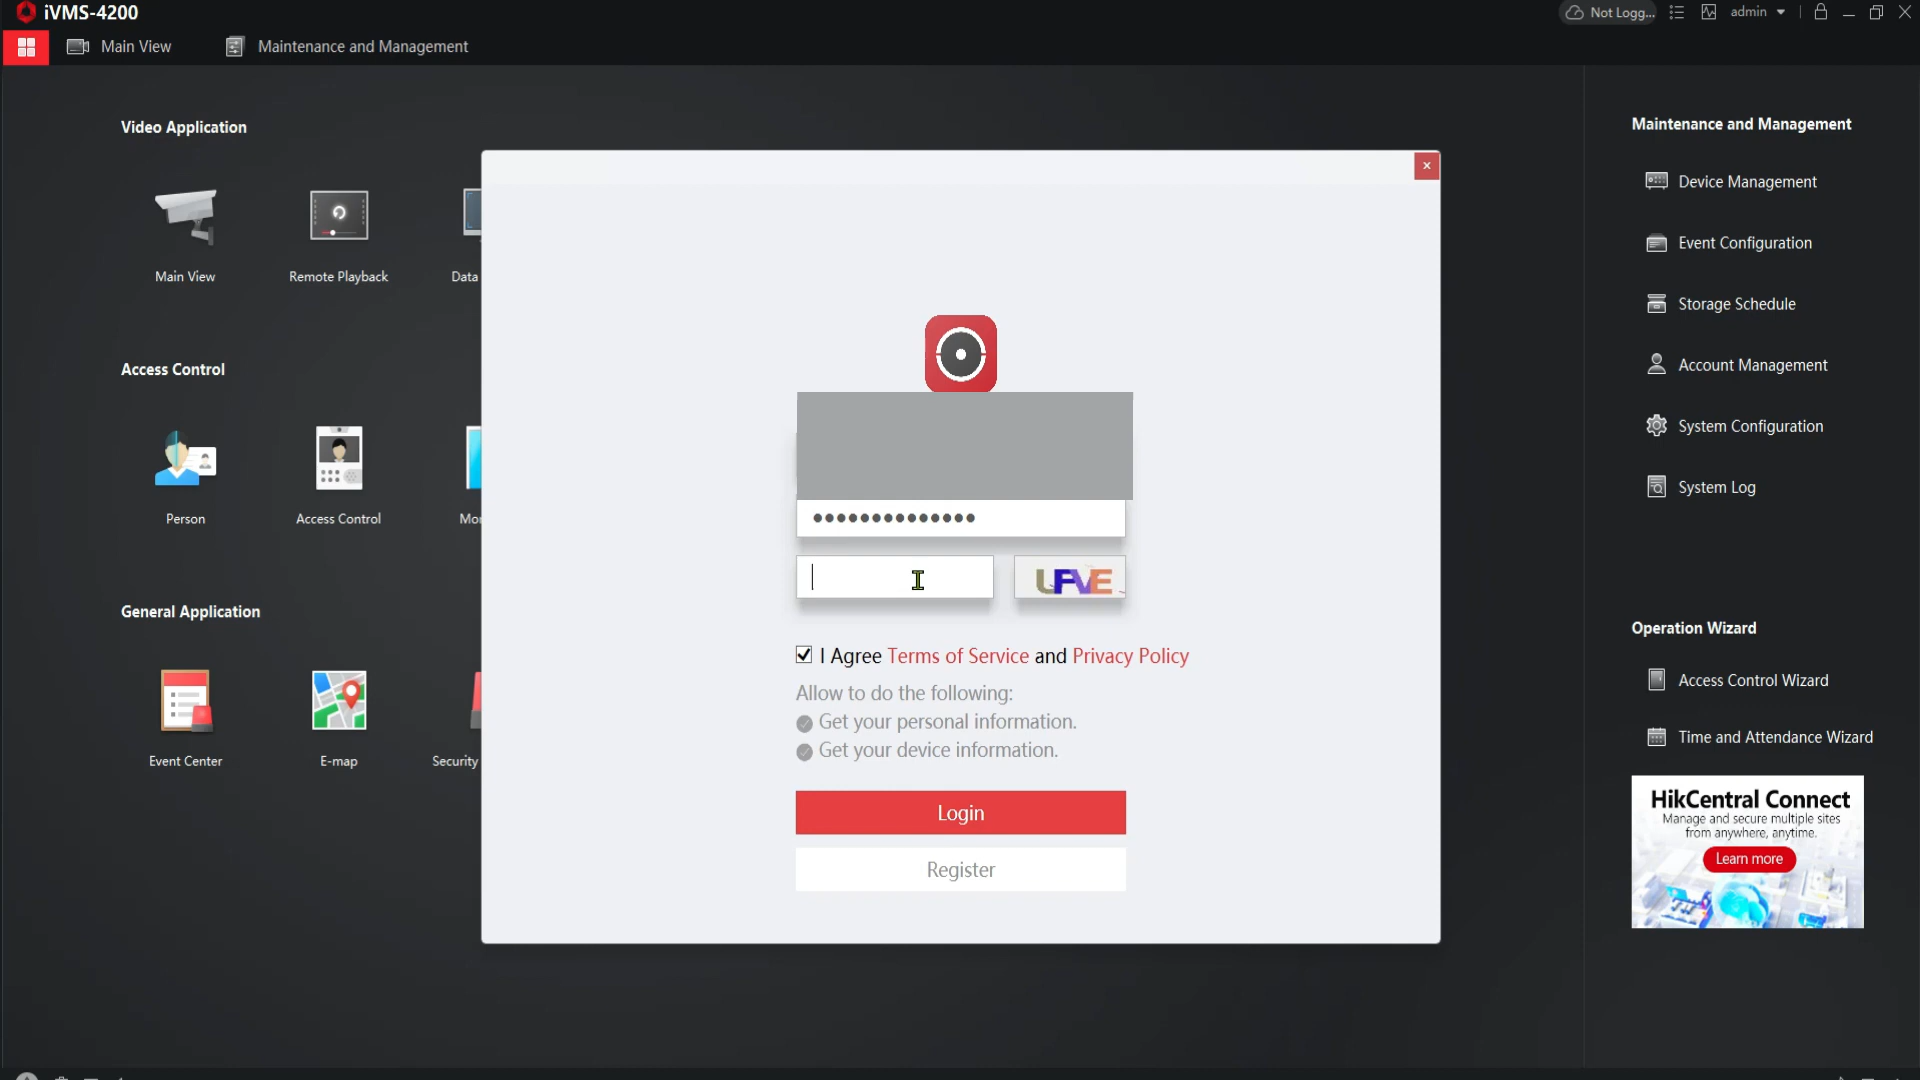 iVMS-4200
Not Logg...
admin
Main View
Maintenance and Management
Video Application
Main View
Remote Playback
Data
Access Control
Person
Access Control
Mor
General Application
Event Center
E-map
Security
••••••••••••••
UFVE
I Agree Terms of Service and Privacy Policy
Allow to do the following:
Get your personal information.
Get your device information.
Login
Register
Maintenance and Management
Device Management
Event Configuration
Storage Schedule
Account Management
System Configuration
System Log
Operation Wizard
Access Control Wizard
Time and Attendance Wizard
HikCentral Connect
Manage and secure multiple sites
from anywhere, anytime.
Learn more